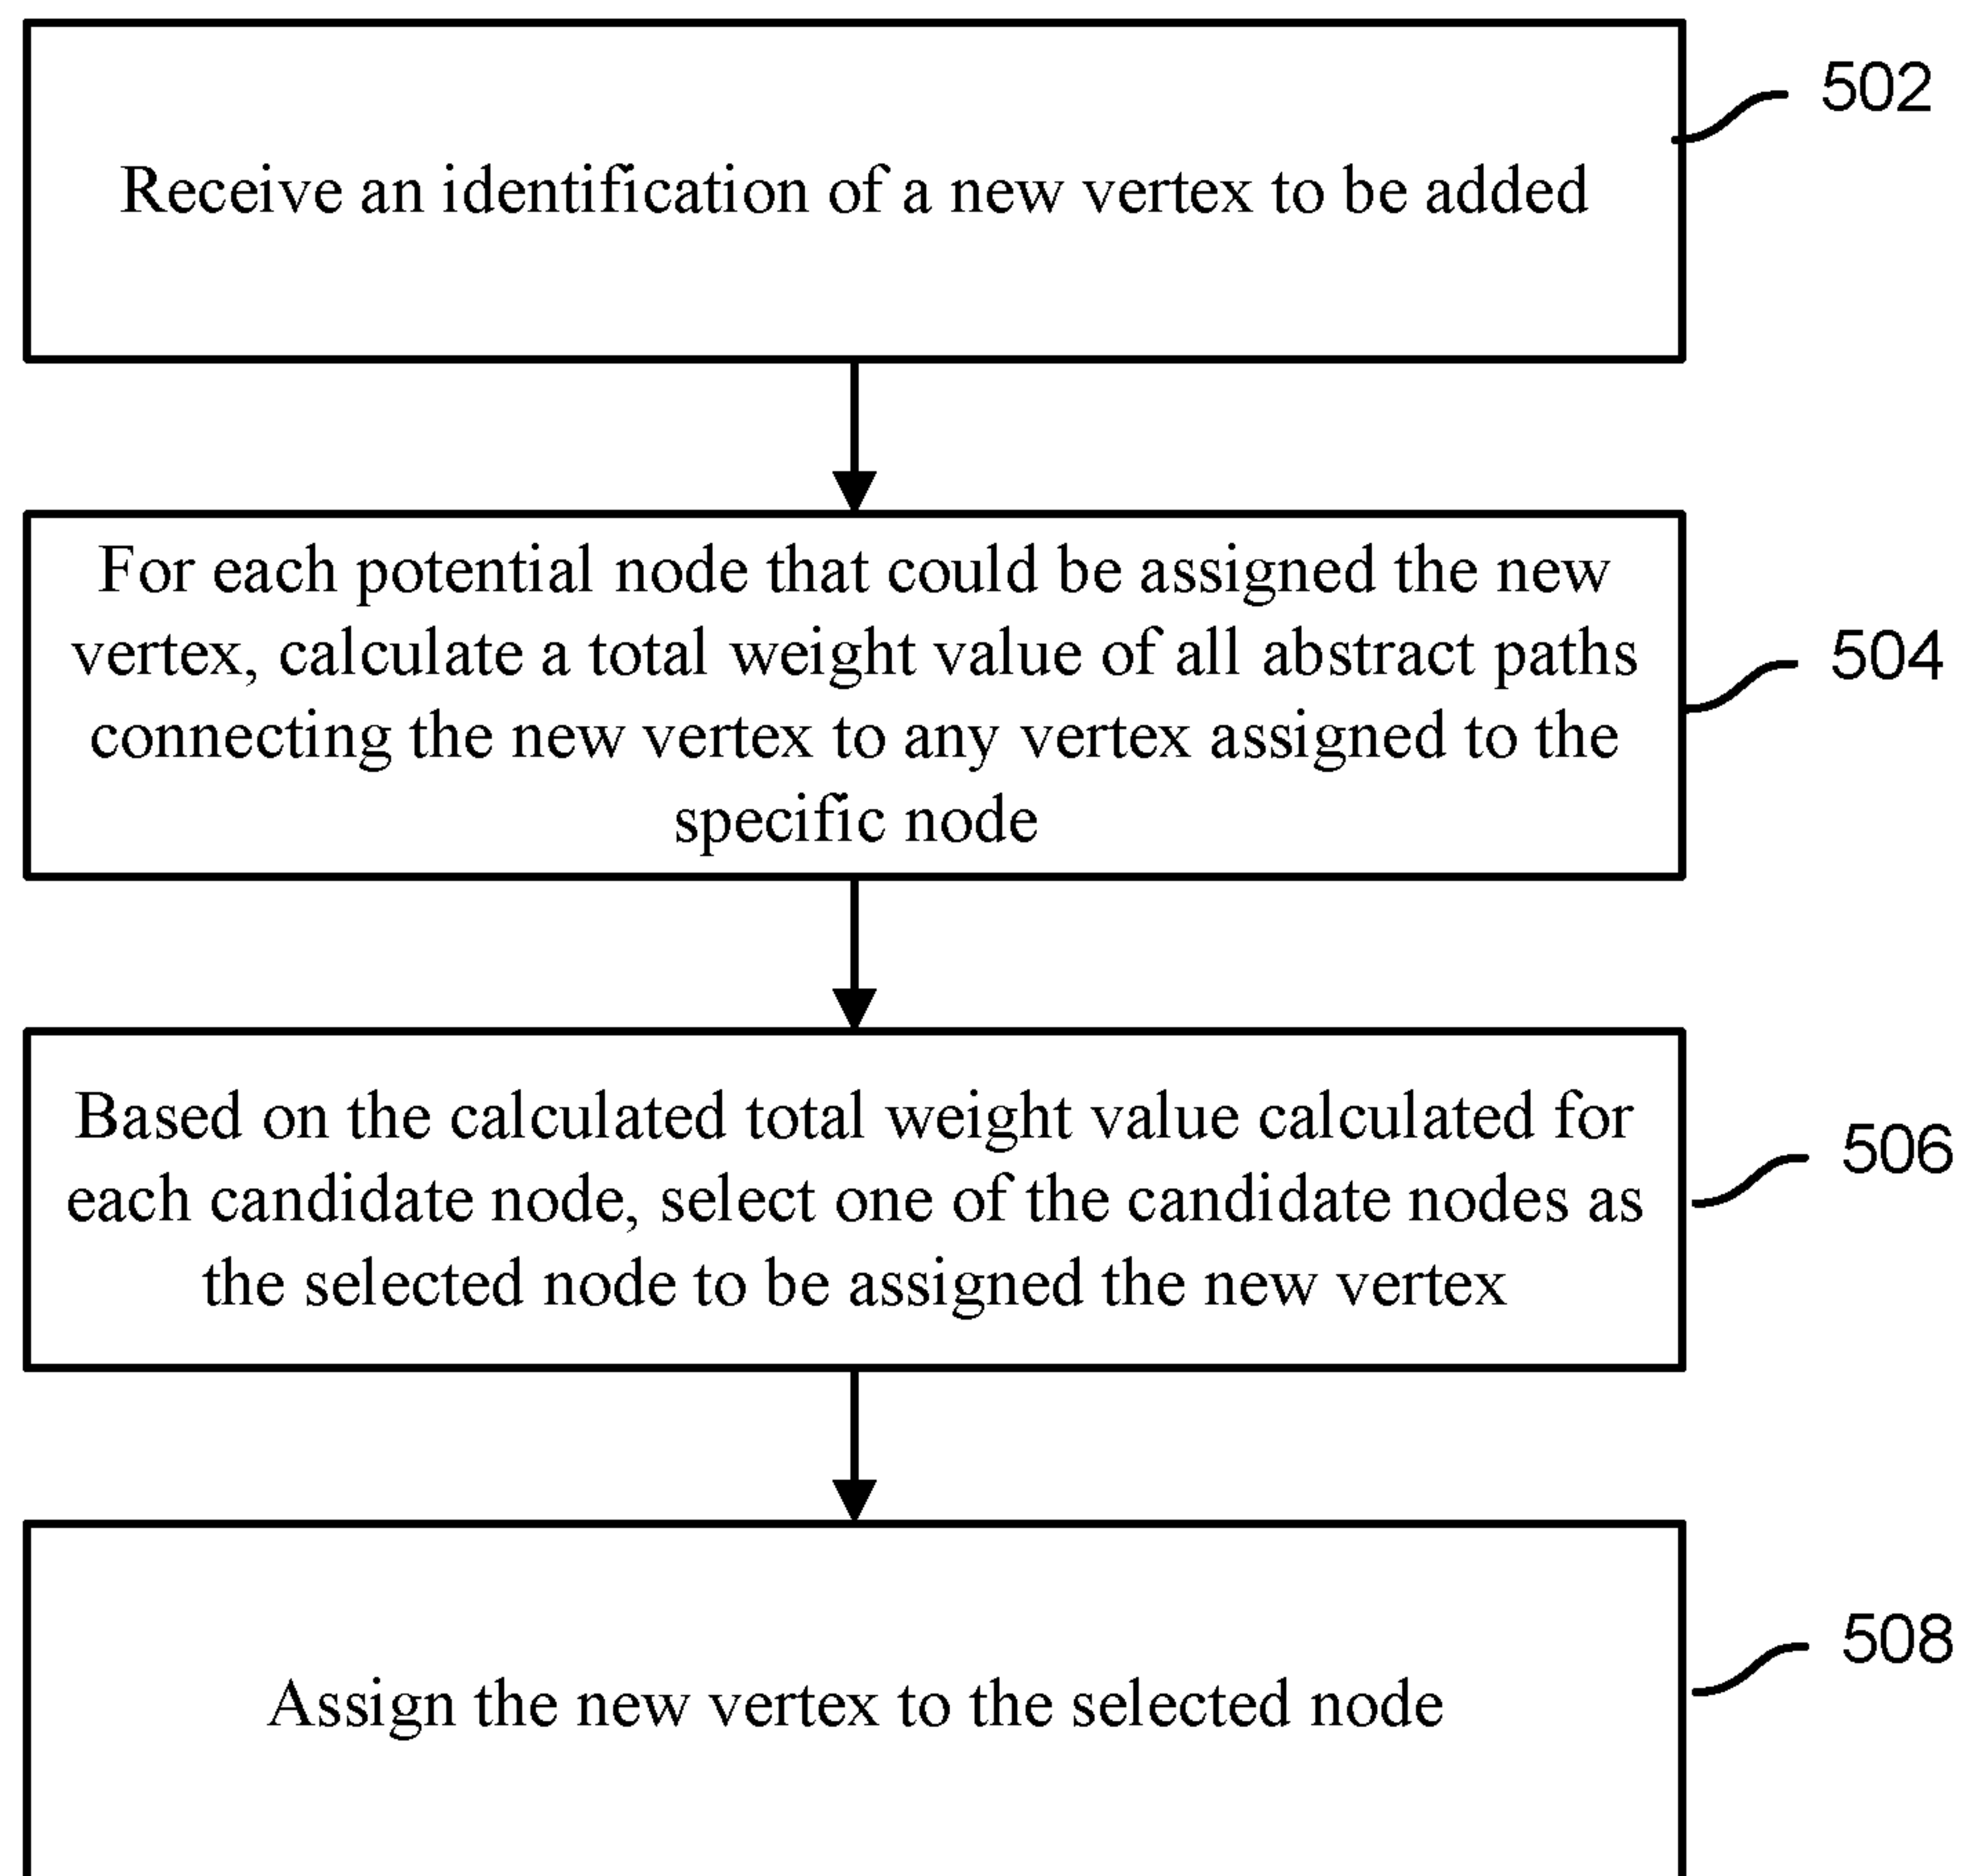 502
Receive an identification of a new vertex to be added
For each potential node that could be assigned the new
vertex, calculate a total weight value of all abstract paths
connecting the new vertex to any vertex assigned to the
specific node
504
Based on the calculated total weight value calculated for
each candidate node, select one of the candidate nodes as
the selected node to be assigned the new vertex
506
Assign the new vertex to the selected node
508